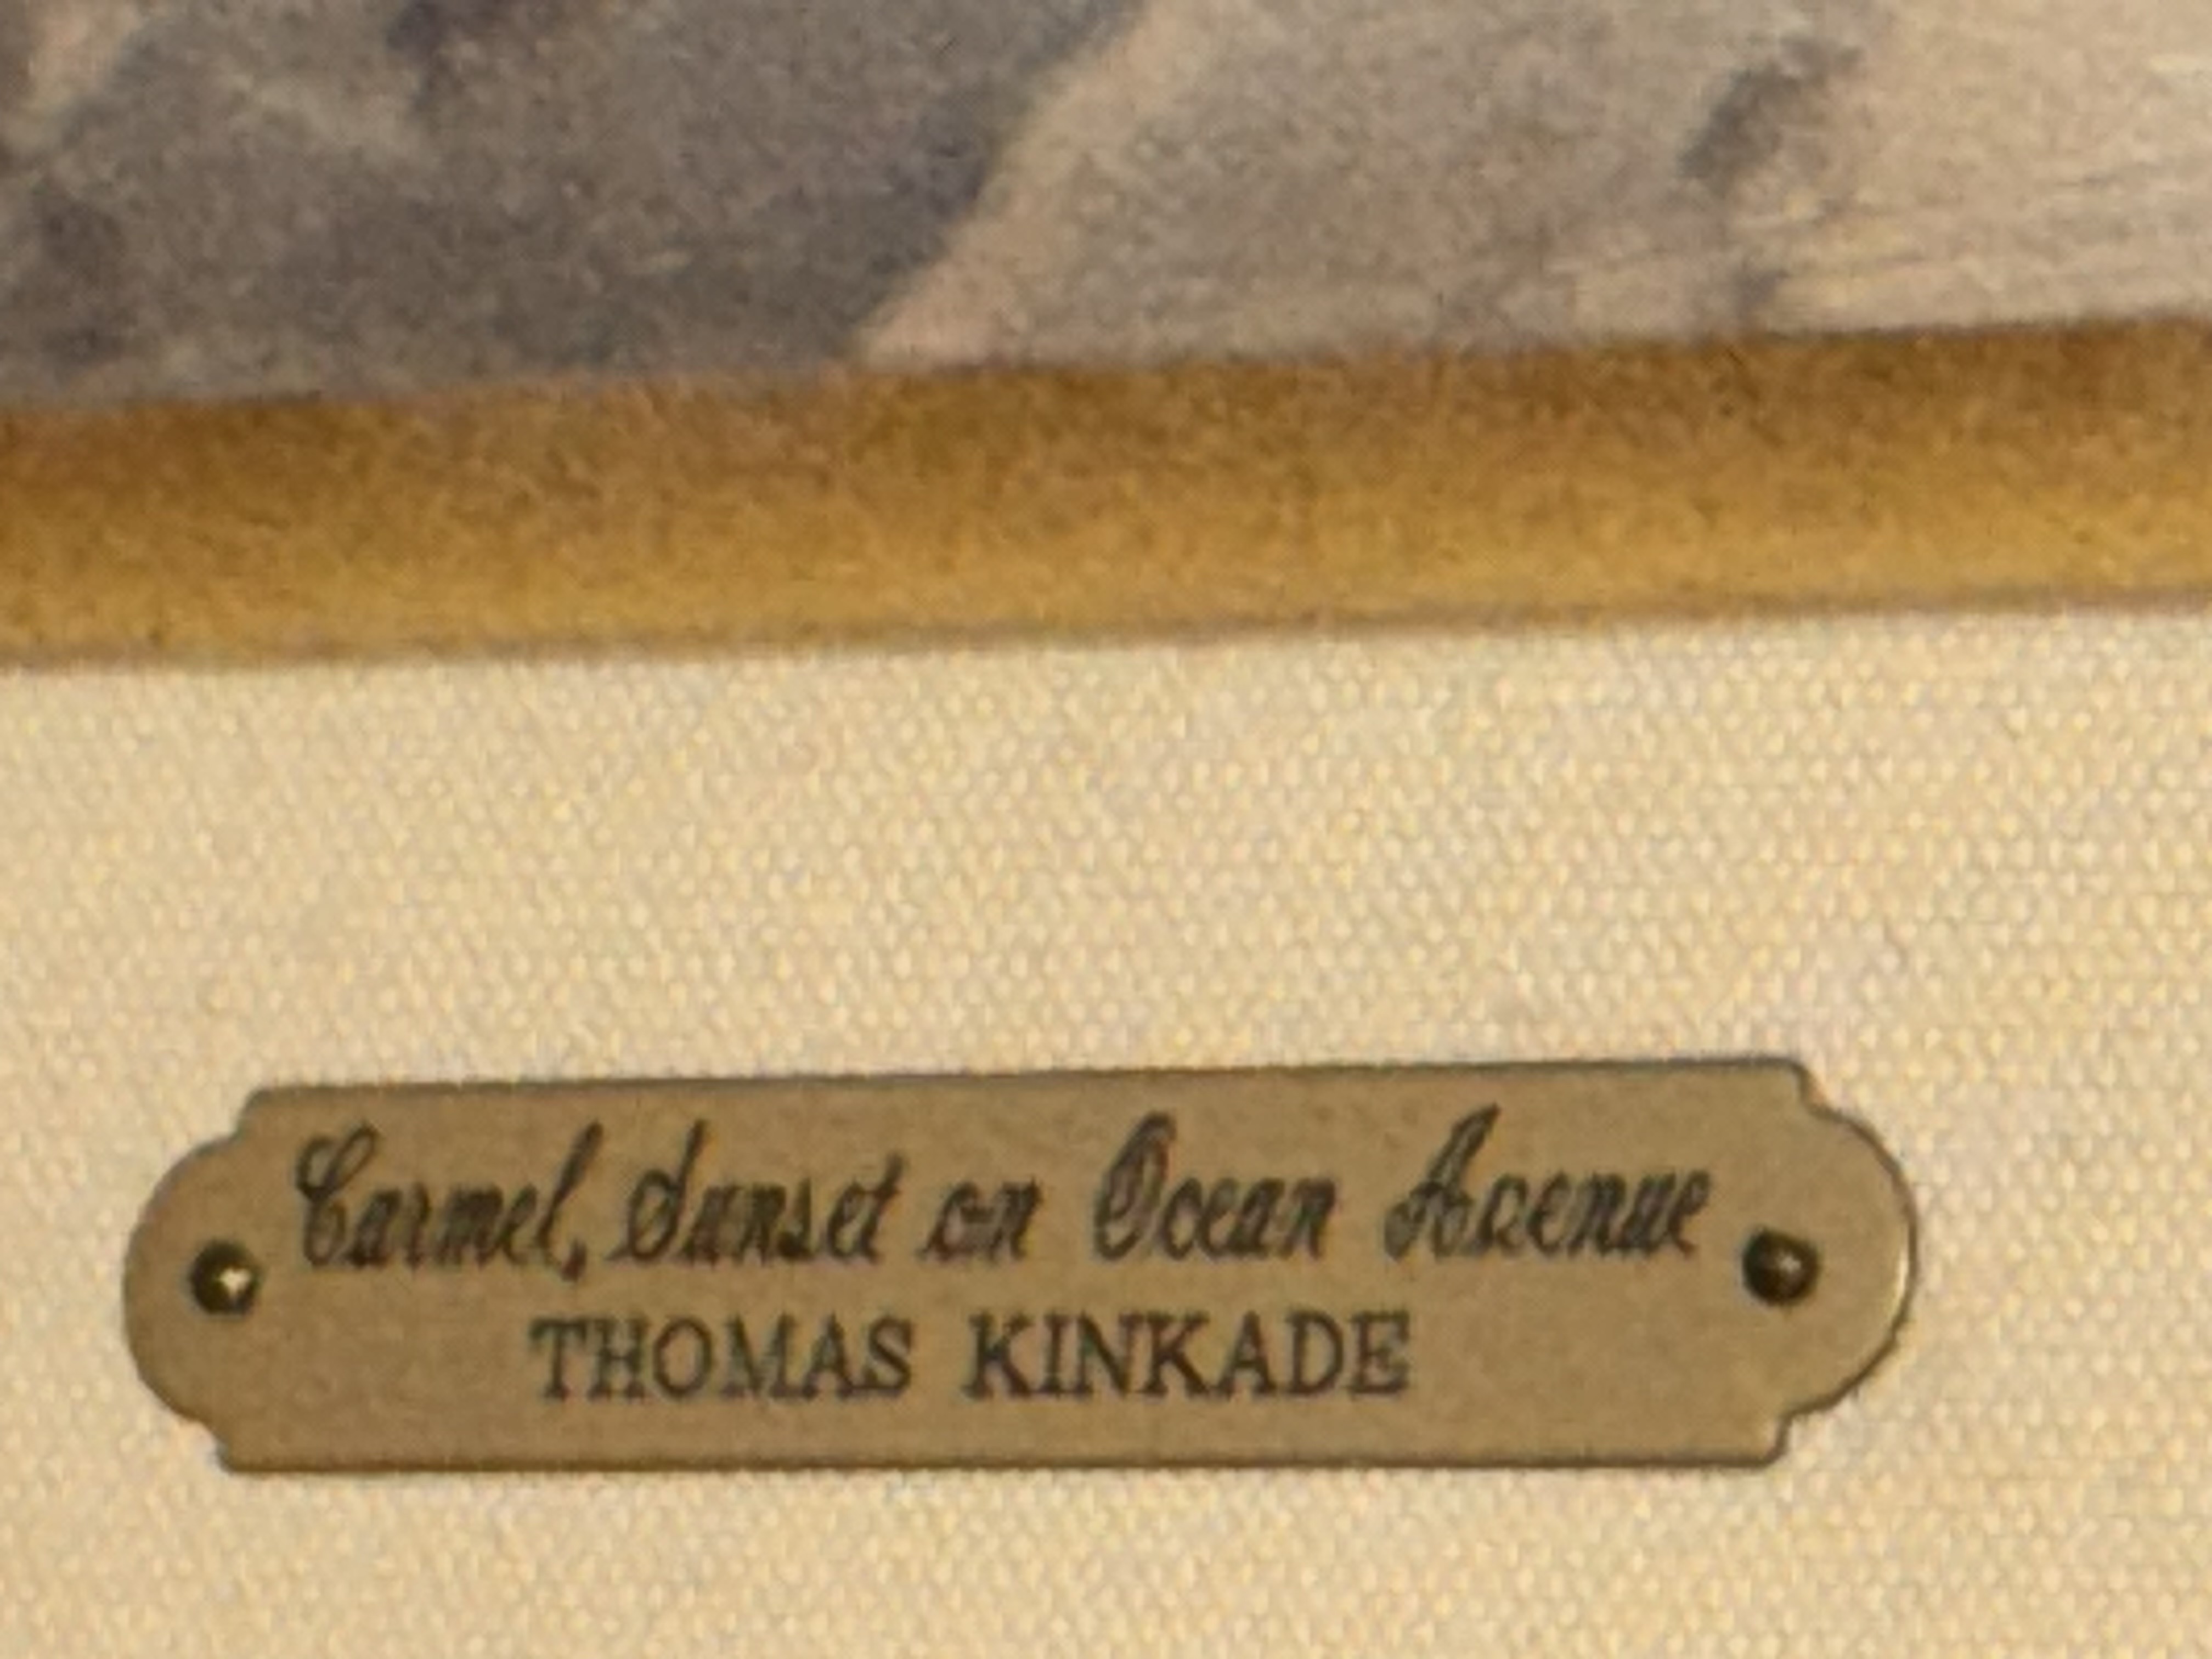 Carmel, Sunset on Ocean Avenue
THOMAS KINKADE